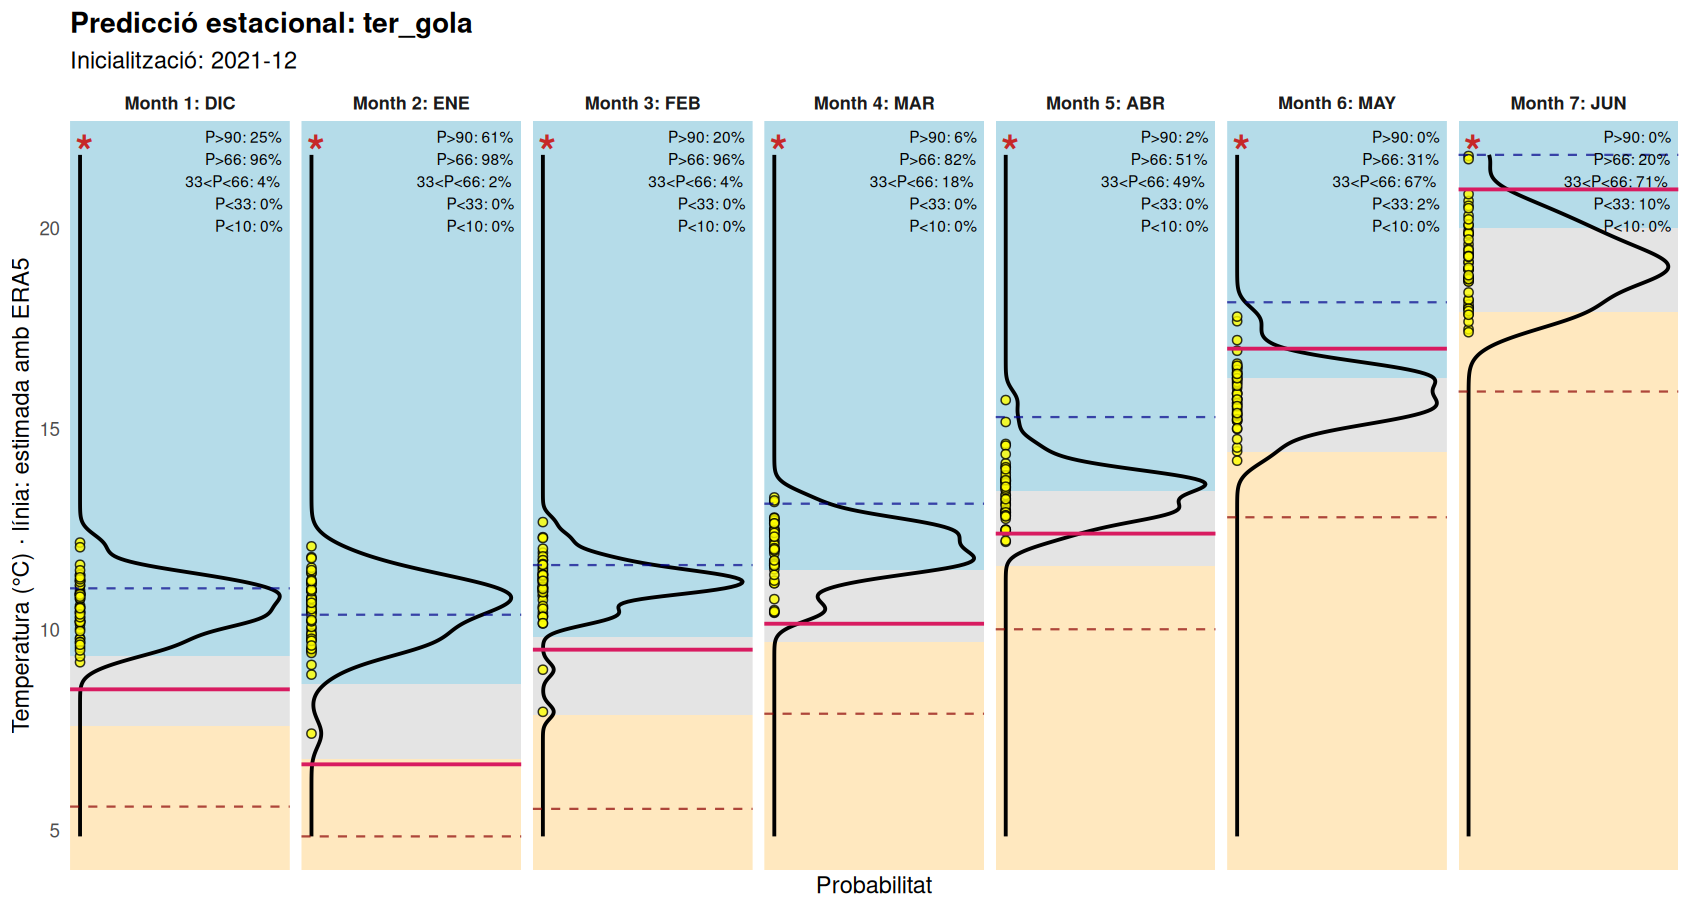 Predicció estacional: ter_gola
Inicialització: 2021-12
Month 1: DIC
Month 2: ENE
Month 3: FEB
Month 4: MAR
Month 5: ABR
Month 6: MAY
Month 7: JUN
*
P>90: 25%
P>66: 96%
33<P<66: 4%
P<33: 0%
P<10: 0%
*
P>90: 61%
P>66: 98%
33<P<66: 2%
P<33: 0%
P<10: 0%
*
P>90: 20%
P>66: 96%
33<P<66: 4%
P<33: 0%
P<10: 0%
*
P>90: 6%
P>66: 82%
33<P<66: 18%
P<33: 0%
P<10: 0%
*
P>90: 2%
P>66: 51%
33<P<66: 49%
P<33: 0%
P<10: 0%
*
P>90: 0%
P>66: 31%
33<P<66: 67%
P<33: 2%
P<10: 0%
*
P>90: 0%
P>66: 20%
33<P<66: 71%
P<33: 10%
P<10: 0%
Temperatura (°C) · línia: estimada amb ERA5
20
15
10
5
Probabilitat